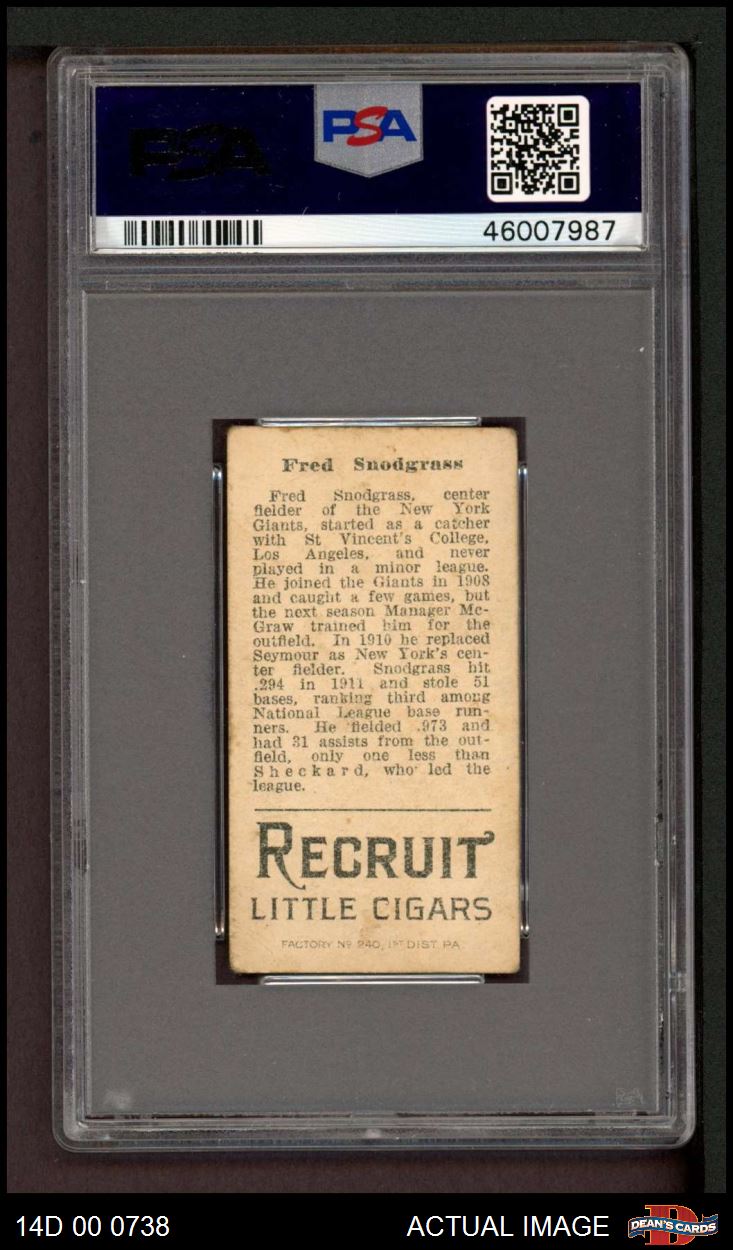 PSA
PSA
46007987
Fred Snodgrass
Fred Snodgrass, center
fielder of the New York
Giants, started as a catcher
with St Vincent's College,
Los Angeles, and never
played in a minor league.
He joined the Giants in 1908
and caught a few games, but
the next season Manager Mc-
Graw trained him for the
outfield. In 1910 he replaced
Seymour as New York's cen-
ter fielder. Snodgrass hit
.294 in 1911 and stole 51
bases, ranking third among
National League base run-
ners. He fielded .973 and
had 31 assists from the out-
field, only one less than
Sheckard, who led the
league.
RECRUIT
LITTLE CIGARS
FACTORY Nº 240, 1ST DIST. PA.
PSA
14D 00 0738 ACTUAL IMAGE D DEAN'S CARDS